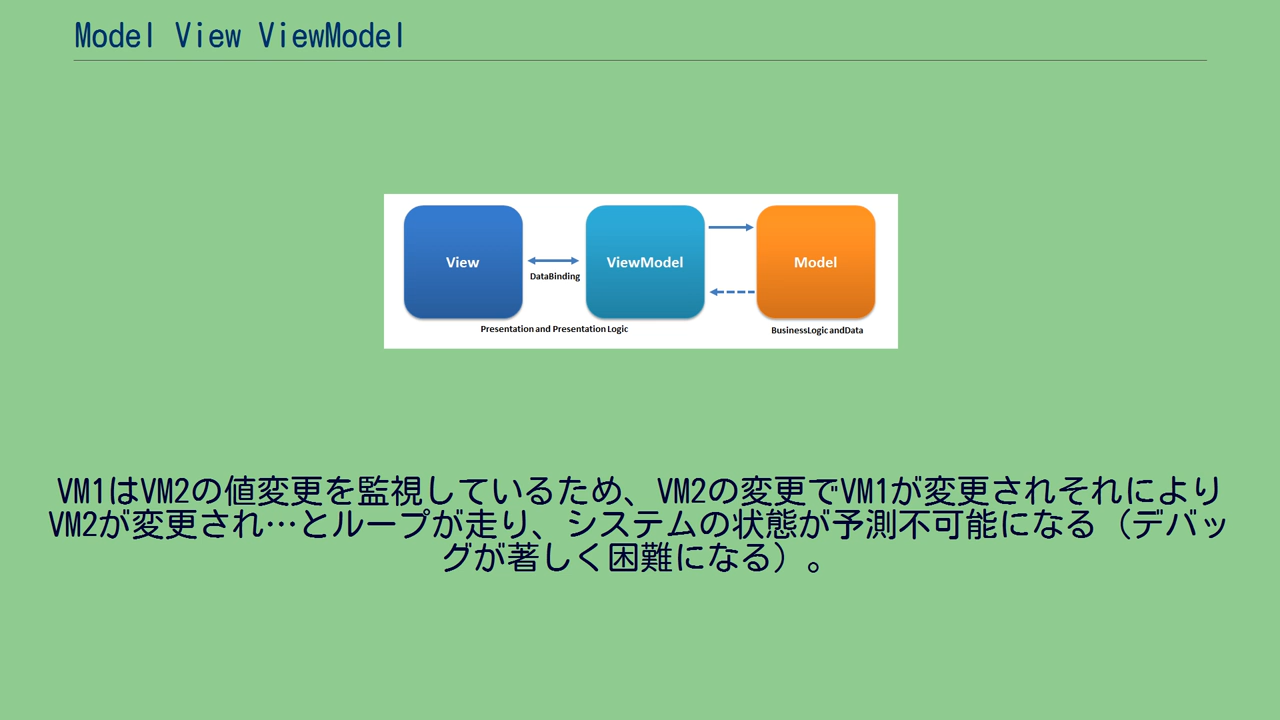 Model View ViewModel
View
ViewModel
Model
DataBinding
Presentation and Presentation Logic
BusinessLogic andData
VM1はVM2の値変更を監視しているため、VM2の変更でVM1が変更されそれにより
VM2が変更され…とループが走り、システムの状態が予測不可能になる（デバッ
グが著しく困難になる）。